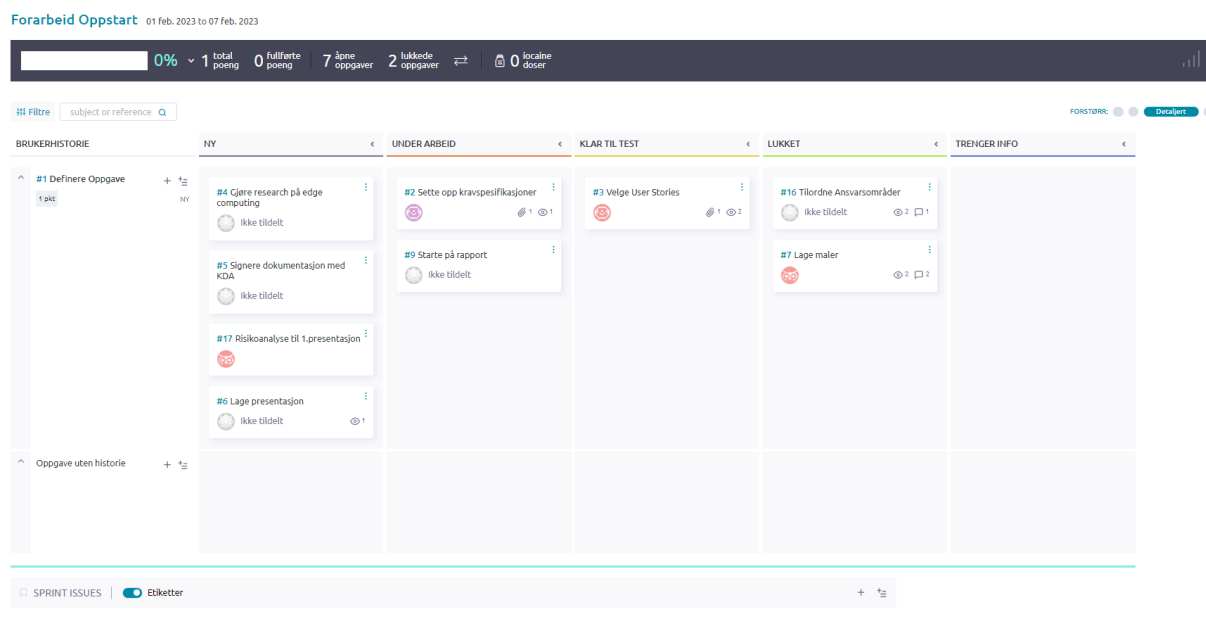 Forarbeid Oppstart 01 feb. 2023 to 07 feb. 2023
0% 1 total poeng 0 fullførte poeng 7 åpne oppgaver 2 lukkede oppgaver 0 iocaine doser
Filtre subject or reference FORSTØRR: Detaljert
BRUKERHISTORIE NY UNDER ARBEID KLAR TIL TEST LUKKET TRENGER INFO
#1 Definere Oppgave
1 pkt NY
#4 Gjøre research på edge
computing
Ikke tildelt
#5 Signere dokumentasjon med
KDA
Ikke tildelt
#17 Risikoanalyse til 1.presentasjon
#6 Lage presentasjon
Ikke tildelt 1
#2 Sette opp kravspesifikasjoner
1 1
#9 Starte på rapport
Ikke tildelt
#3 Velge User Stories
1 2
#16 Tilordne Ansvarsområder
Ikke tildelt 2 1
#7 Lage maler
2 2
Oppgave uten historie
SPRINT ISSUES Etiketter